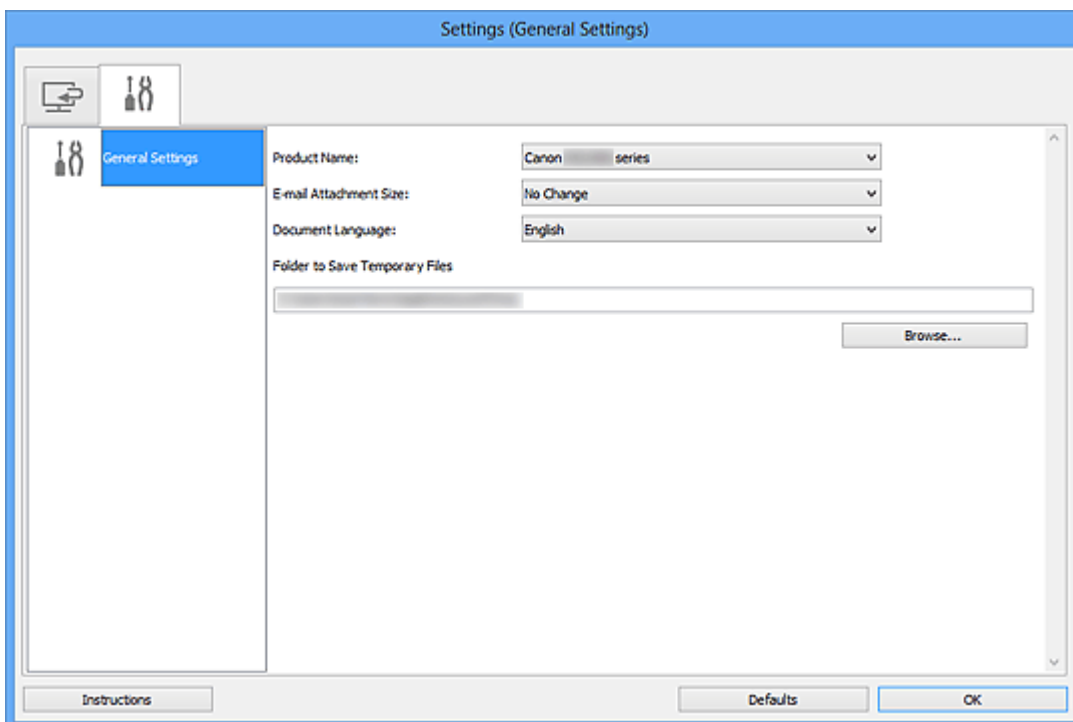 Settings (General Settings)
General Settings
Product Name:
Canon series
E-mail Attachment Size:
No Change
Document Language:
English
Folder to Save Temporary Files
Browse...
Instructions
Defaults
OK